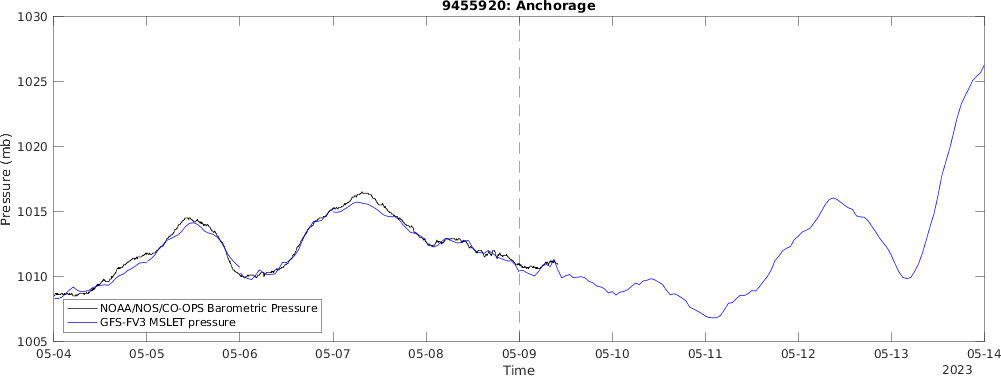 9455920: Anchorage
1030
1025
1020
1015
1010
1005
Pressure (mb)
NOAA/NOS/CO-OPS Barometric Pressure
GFS-FV3 MSLET pressure
05-04 05-05 05-06 05-07 05-08 05-09 05-10 05-11 05-12 05-13 05-14
Time
2023